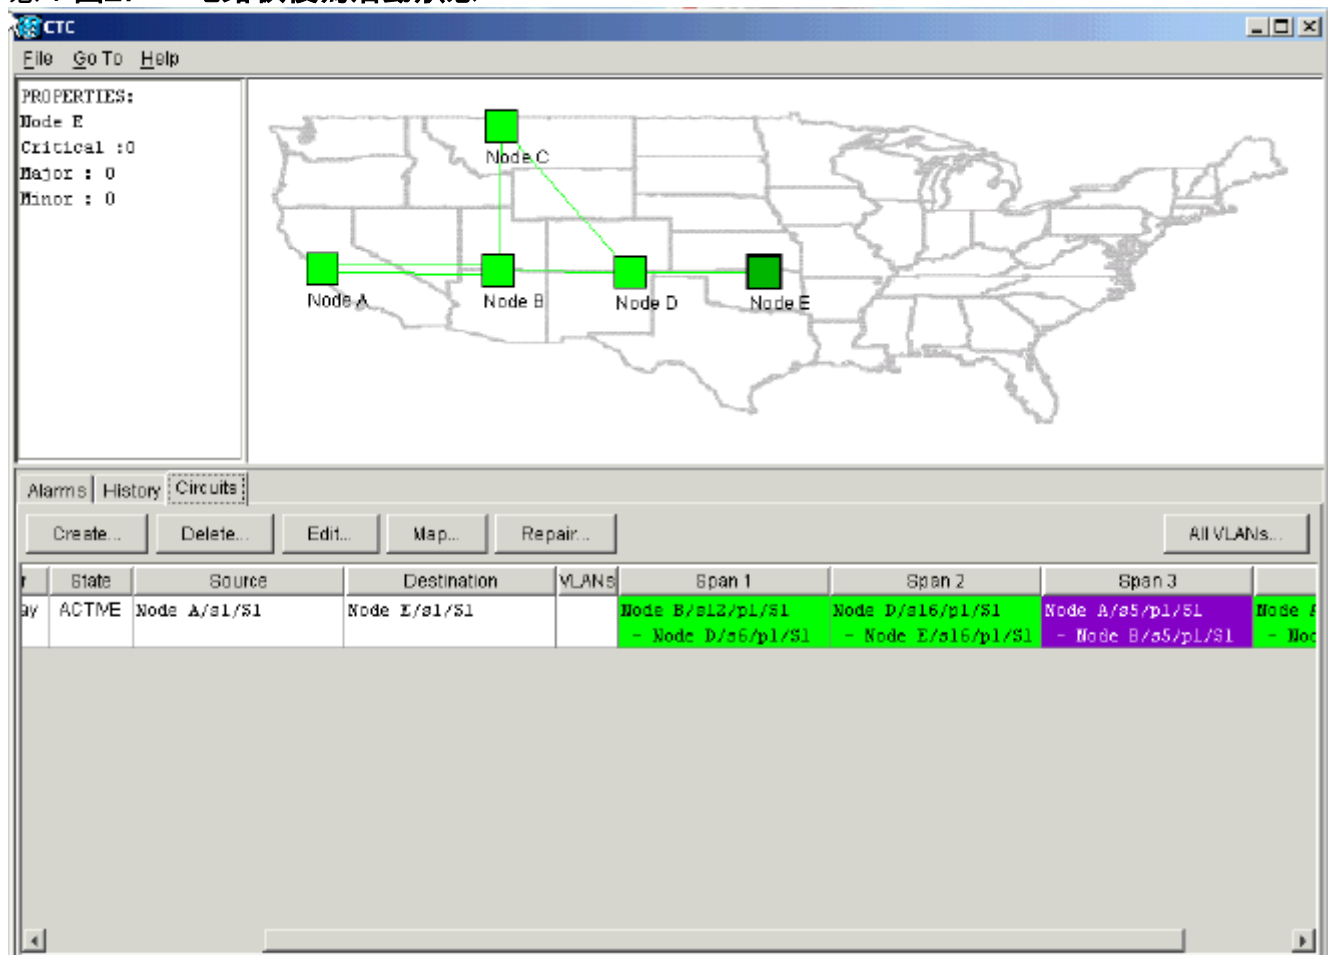 CTC
File Go To Help
PROPERTIES:
Node E
Critical :0
Major : 0
Minor : 0
Node C
Node A
Node B
Node D
Node E
Alarms History Circuits
Create... Delete... Edit... Map... Repair... All VLANs...
r State Source Destination VLANs Span 1 Span 2 Span 3
ay ACTIVE Node A/s1/S1 Node E/s1/S1 Node B/s12/p1/S1 Node D/s16/p1/S1 Node A/s5/p1/S1 Node
- Node D/s6/p1/S1 - Node E/s16/p1/S1 - Node B/s5/p1/S1 - Noc